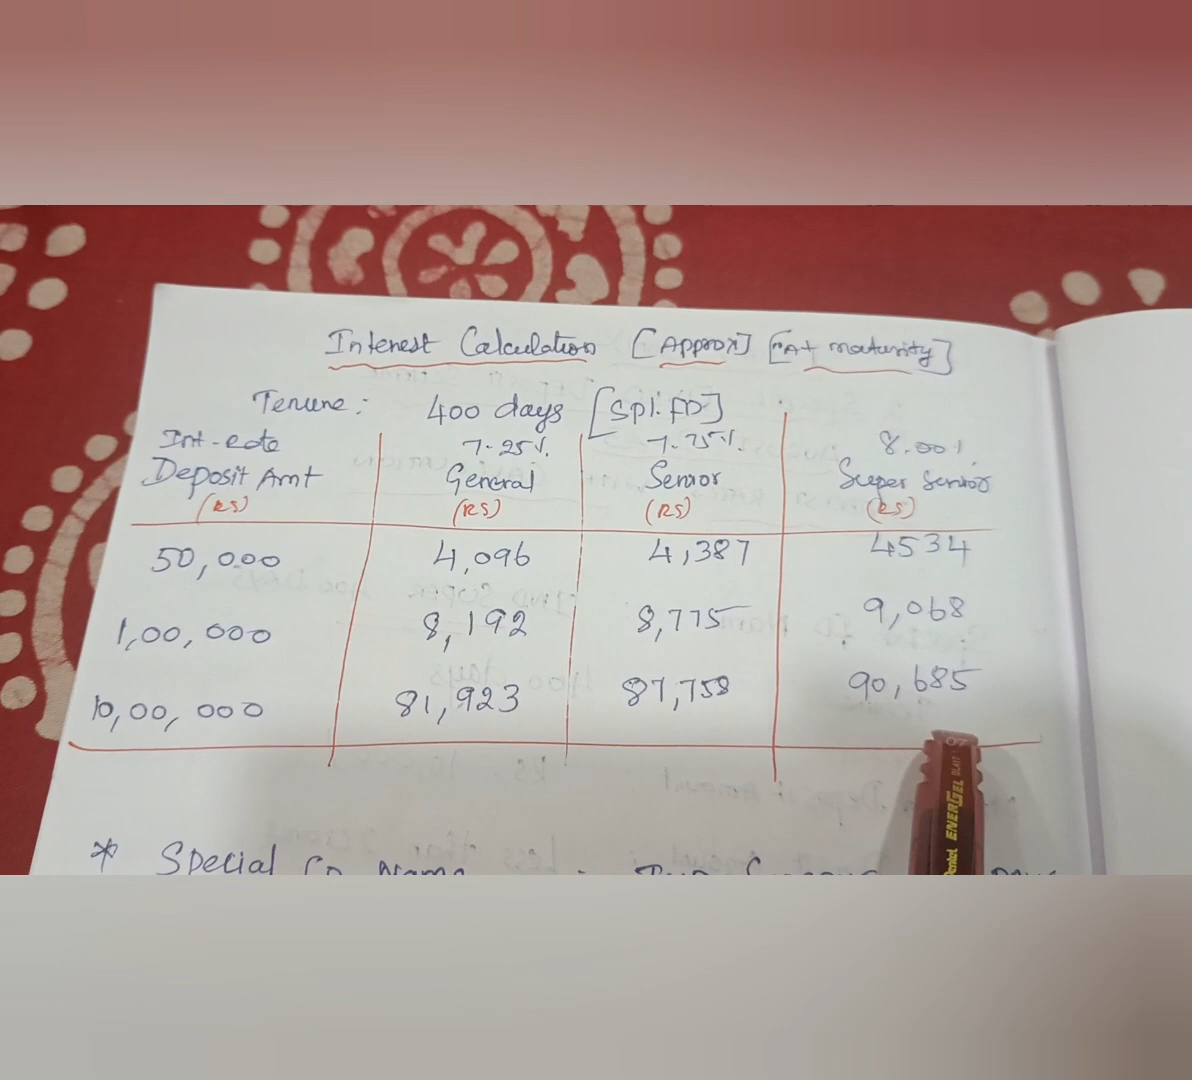 Interest Calculation [Approx] [At maturity]
Tenure: 400 days [Spl. FD]
Int-rate 7.25%. 7.75%. 8.00%
Deposit Amt General Senior Super Senior
(RS) (RS) (RS) (RS)
50,000 4,096 4,387 4534
1,00,000 8,192 8,775 9,068
10,00,000 81,923 87,758 90,685
* Special
07
Pentel ENERGEL